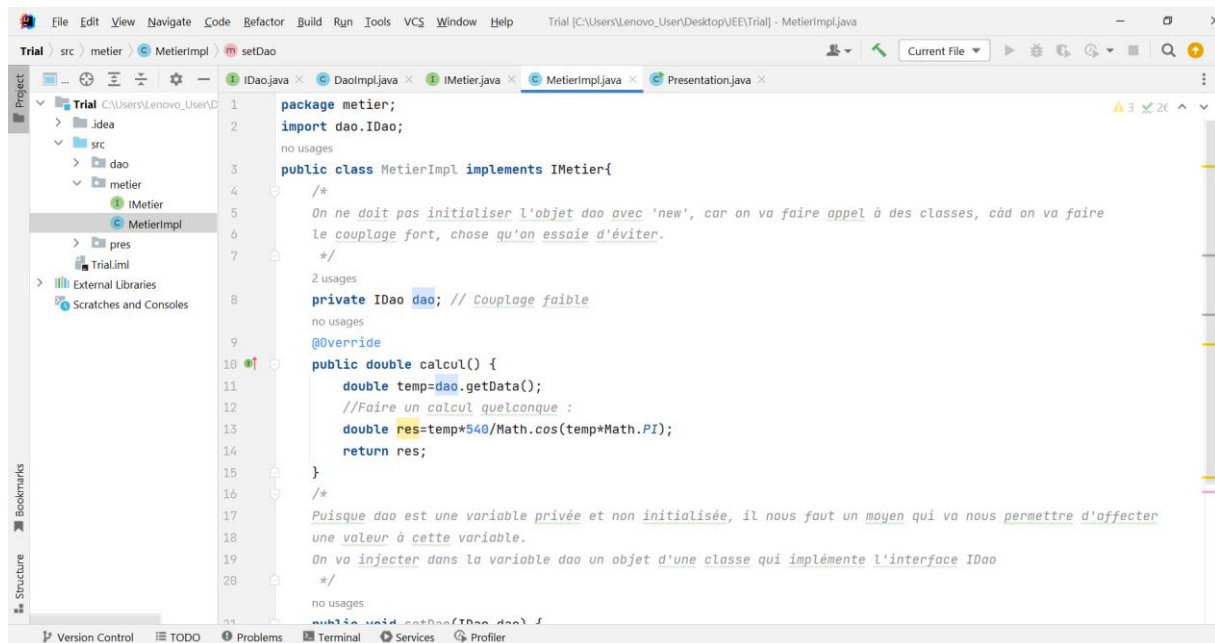 File Edit View Navigate Code Refactor Build Run Tools VCS Window Help Trial [C:\Users\Lenovo_User\Desktop\JEE\Trial] - MetierImpl.java
Trial src metier MetierImpl setDao Current File
Project
IDao.java DaoImpl.java IMetier.java MetierImpl.java Presentation.java
Trial C:\Users\Lenovo_User\D
.idea
src
dao
metier
IMetier
MetierImpl
pres
Trial.iml
External Libraries
Scratches and Consoles
3 26
1 package metier;
2 import dao.IDao;
no usages
3 public class MetierImpl implements IMetier{
4 /*
5 On ne doit pas initialiser l'objet dao avec 'new', car on va faire appel à des classes, càd on va faire
6 le couplage fort, chose qu'on essaie d'éviter.
7 */
2 usages
8 private IDao dao; // Couplage faible
no usages
9 @Override
10 public double calcul() {
11 double temp=dao.getData();
12 //Faire un calcul quelconque :
13 double res=temp*540/Math.cos(temp*Math.PI);
14 return res;
15 }
16 /*
17 Puisque dao est une variable privée et non initialisée, il nous faut un moyen qui va nous permettre d'affecter
18 une valeur à cette variable.
19 On va injecter dans la variable dao un objet d'une classe qui implémente l'interface IDao
20 */
no usages
21 public void setDao(IDao dao) {
Bookmarks
Structure
Version Control TODO Problems Terminal Services Profiler